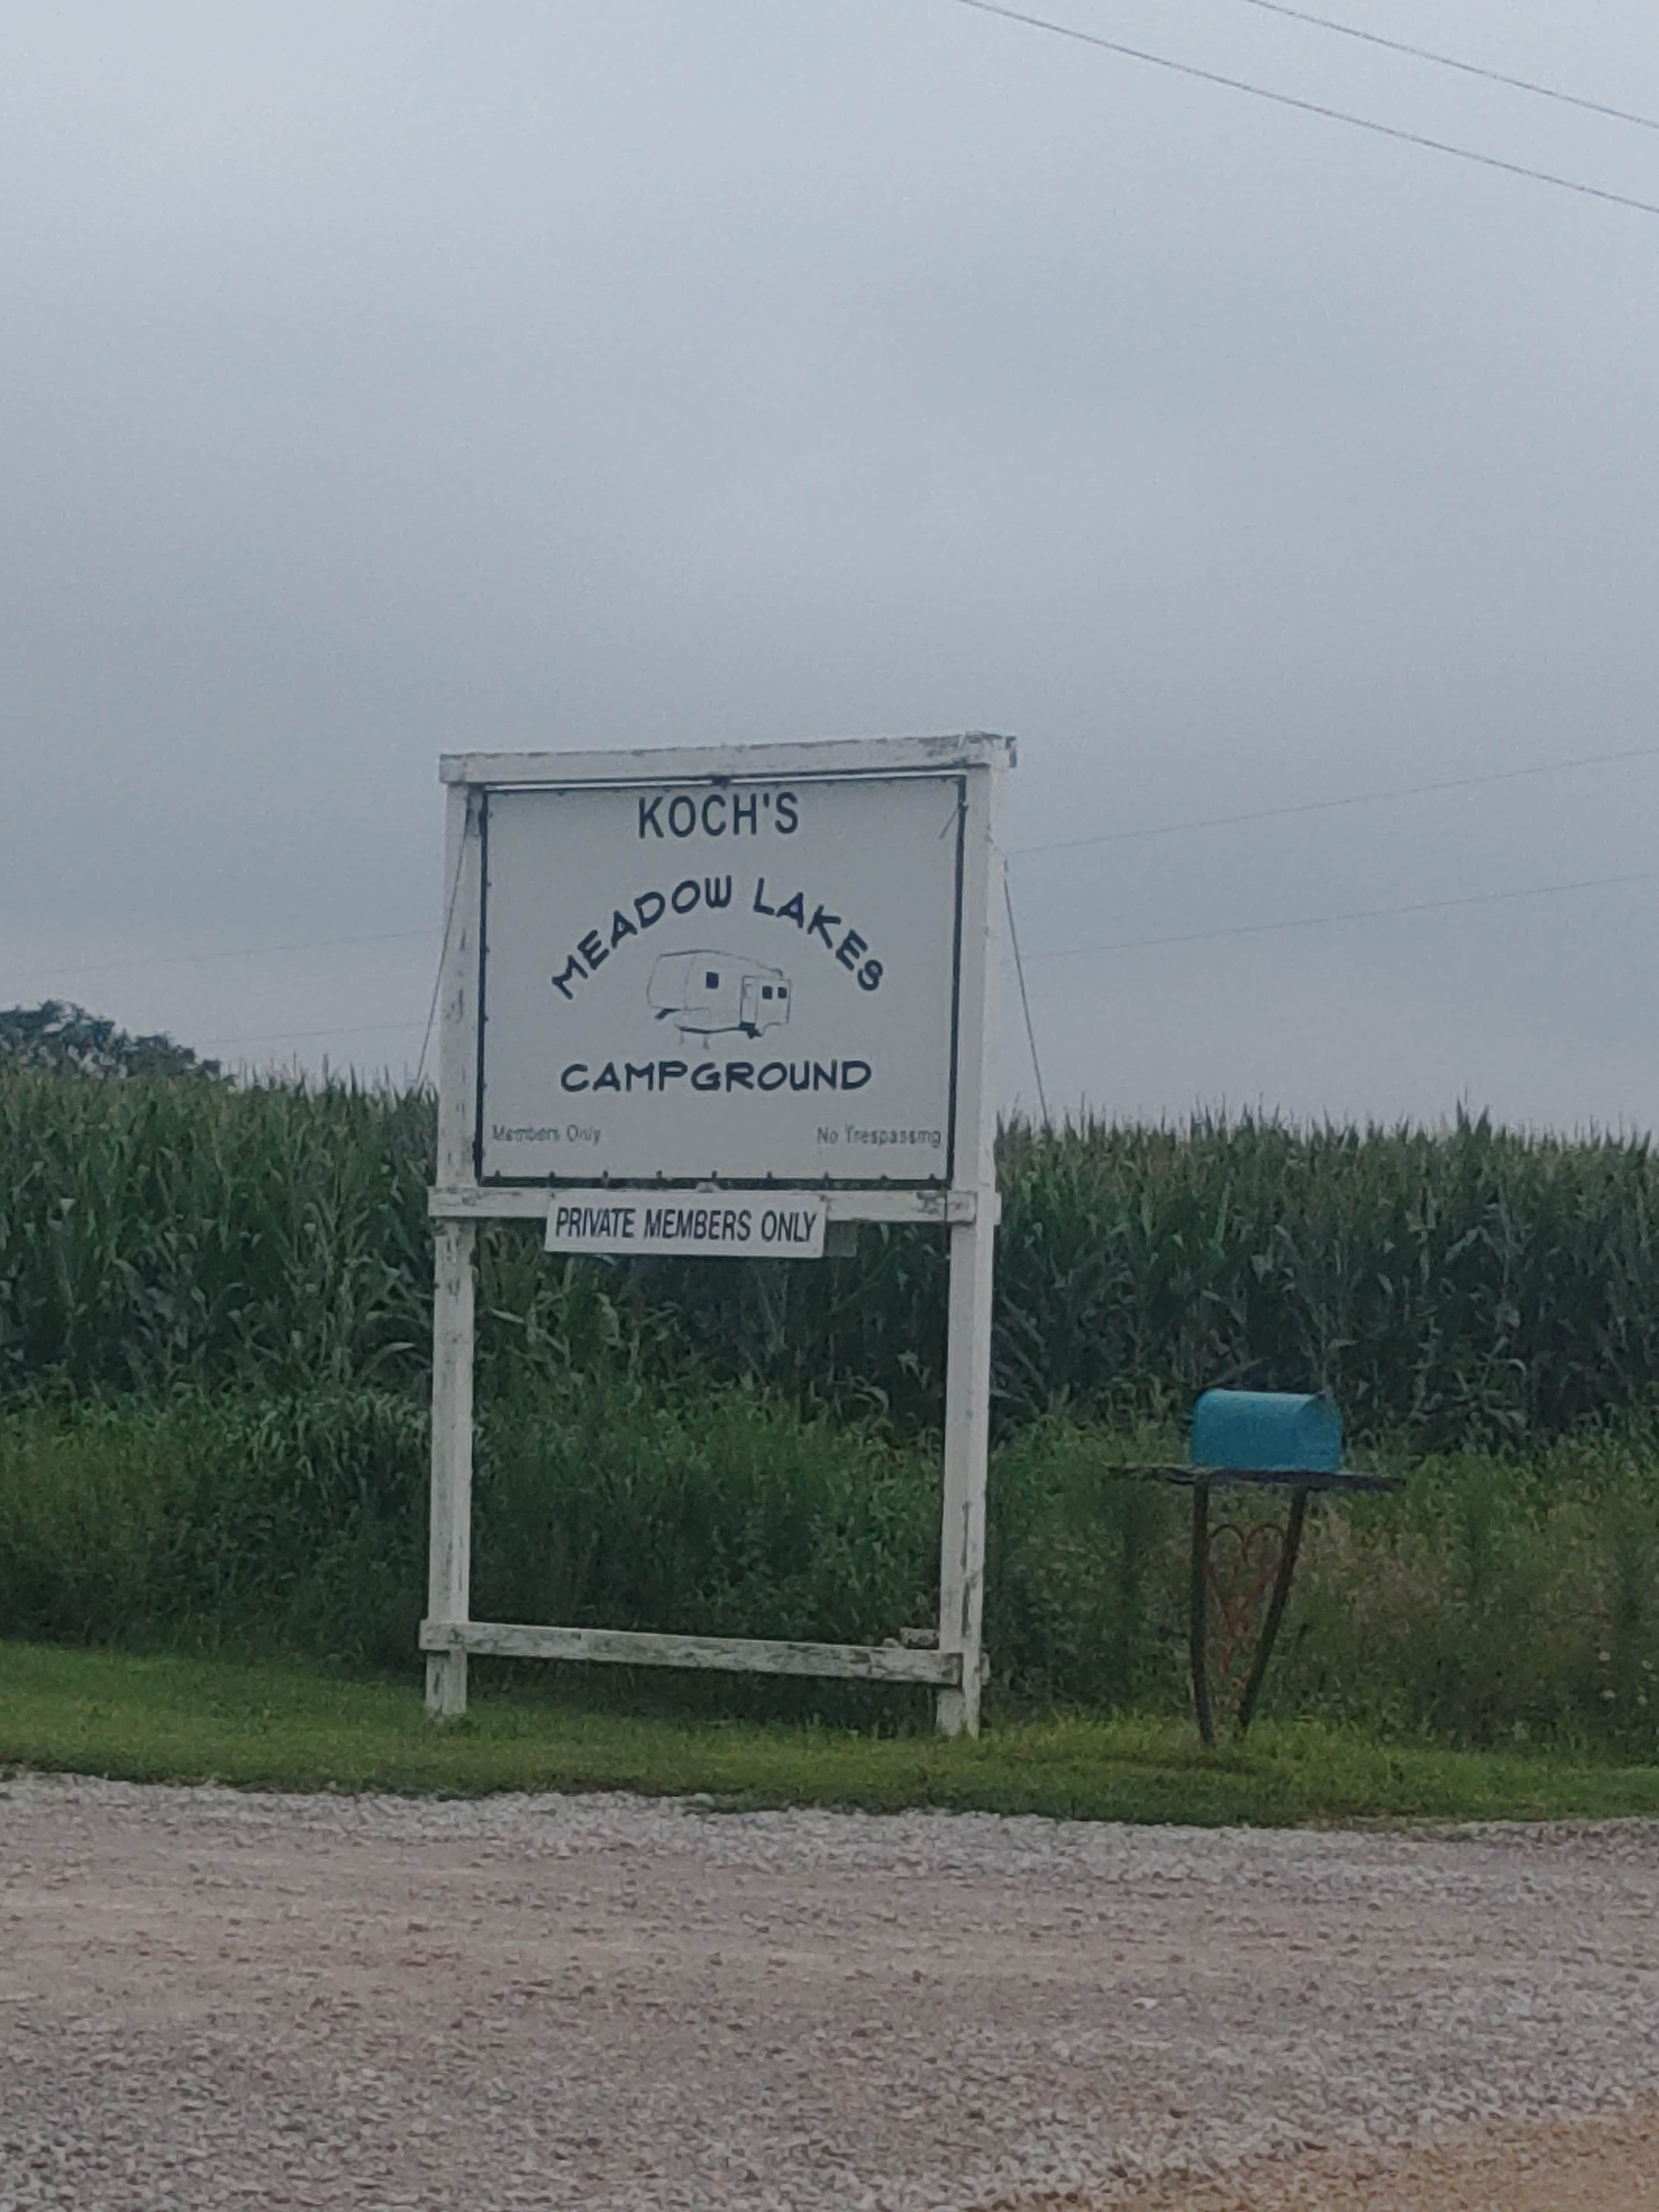 KOCH'S
MEADOW LAKES
CAMPGROUND
Members Only No Trespassing
PRIVATE MEMBERS ONLY